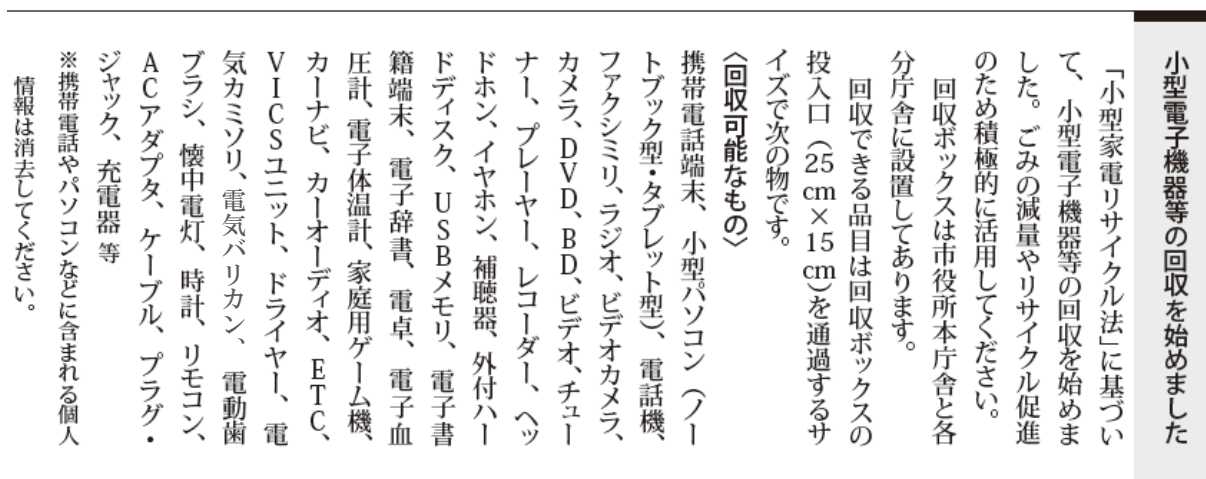 小型電子機器等の回収を始めました
「小型家電リサイクル法」に基づい
て、小型電子機器等の回収を始めま
した。ごみの減量やリサイクル促進
のため積極的に活用してください。
回収ボックスは市役所本庁舎と各
分庁舎に設置してあります。
回収できる品目は回収ボックスの
投入口（25cm×15cm）を通過するサ
イズで次の物です。
〈回収可能なもの〉
携帯電話端末、小型パソコン（ノー
トブック型・タブレット型）、電話機、
ファクシミリ、ラジオ、ビデオカメラ、
カメラ、DVD、BD、ビデオ、チュー
ナー、プレーヤー、レコーダー、ヘッ
ドホン、イヤホン、補聴器、外付ハー
ドディスク、USBメモリ、電子書
籍端末、電子辞書、電卓、電子血
圧計、電子体温計、家庭用ゲーム機、
カーナビ、カーオーディオ、ETC、
VICSユニット、ドライヤー、電
気カミソリ、電気バリカン、電動歯
ブラシ、懐中電灯、時計、リモコン、
ACアダプタ、ケーブル、プラグ・
ジャック、充電器 等
※携帯電話やパソコンなどに含まれる個人
情報は消去してください。